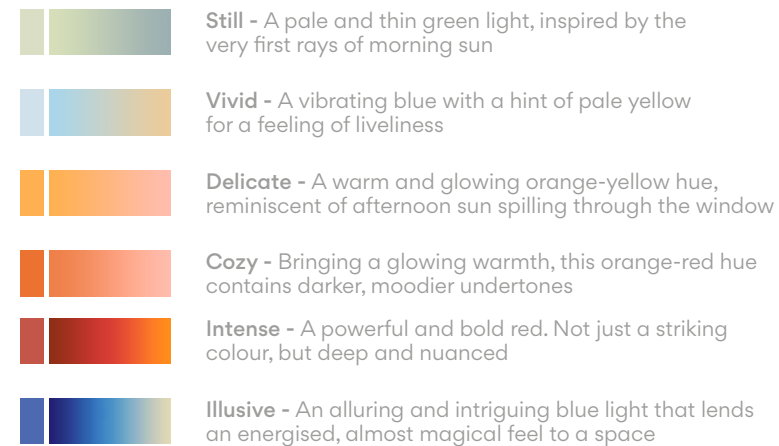 Still - A pale and thin green light, inspired by the
very first rays of morning sun
Vivid - A vibrating blue with a hint of pale yellow
for a feeling of liveliness
Delicate - A warm and glowing orange-yellow hue,
reminiscent of afternoon sun spilling through the window
Cozy - Bringing a glowing warmth, this orange-red hue
contains darker, moodier undertones
Intense - A powerful and bold red. Not just a striking
colour, but deep and nuanced
Illusive - An alluring and intriguing blue light that lends
an energised, almost magical feel to a space